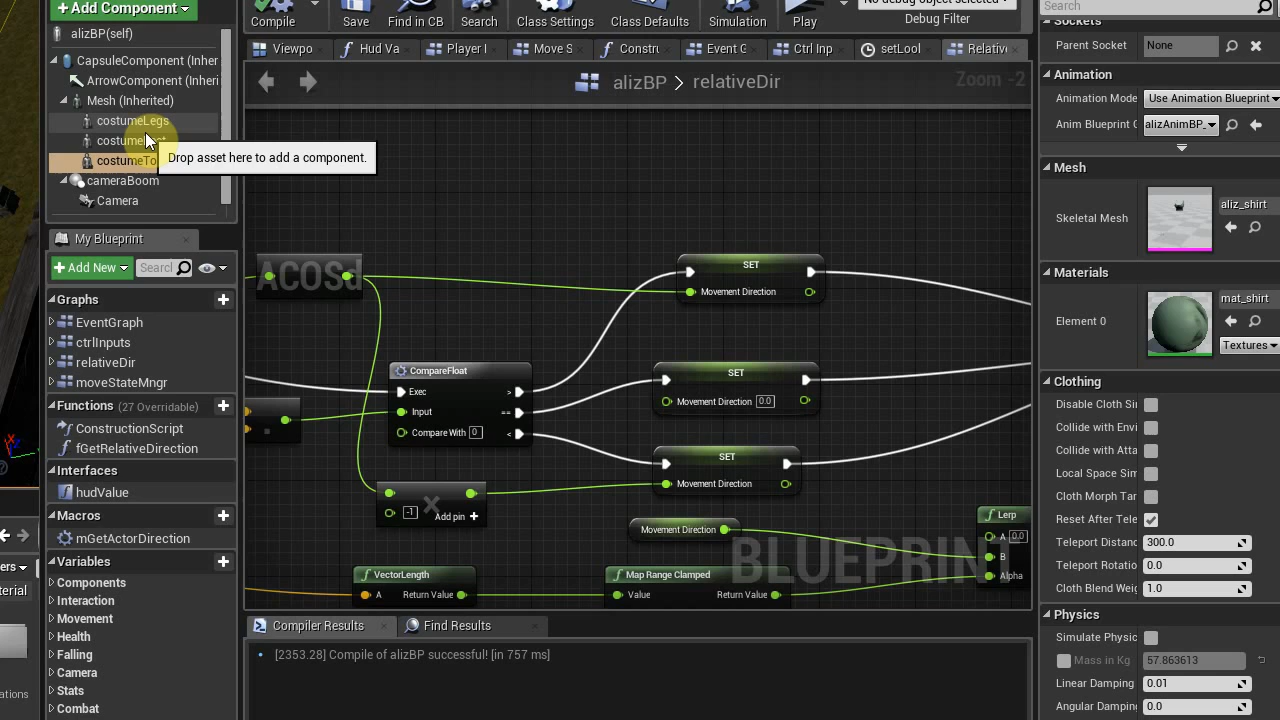 Add Component
alizBP(self)
CapsuleComponent (Inher
ArrowComponent (Inheri
Mesh (Inherited)
costumeLegs
cameraBoom
Camera
Drop asset here to add a component.
My Blueprint
Add New
Searcl
Graphs
EventGraph
ctrlInputs
relativeDir
moveStateMngr
Functions (27 Overridable)
ConstructionScript
fGetRelativeDirection
Interfaces
hudValue
Macros
mGetActorDirection
Variables
Components
Interaction
Movement
Health
Falling
Camera
Stats
Combat
Compile
Save
Find in CB
Search
Class Settings
Class Defaults
Simulation
Play
No debug object selected
Debug Filter
Viewpo
Hud Va
Player I
Move S
Constru
Event G
Ctrl Inp
setLool
Relative
alizBP > relativeDir
Zoom -2
ACOSd
SET
Movement Direction
CompareFloat
Exec >
Input ==
Compare With 0 <
SET
Movement Direction 0.0
SET
Movement Direction
-1 Add pin +
Movement Direction
Lerp
A 0.0
B
Alpha
BLUEPRINT
VectorLength
A Return Value
Map Range Clamped
Value Return Value
Compiler Results
Find Results
[2353.28] Compile of alizBP successful! [in 757 ms]
Search
Sockets
Parent Socket None
Animation
Animation Mode Use Animation Blueprint
Anim Blueprint C alizAnimBP_
Mesh
Skeletal Mesh aliz_shirt
Materials
Element 0 mat_shirt
Textures
Clothing
Disable Cloth Sir
Collide with Envi
Collide with Atta
Local Space Sim
Cloth Morph Tar
Reset After Tele
Teleport Distanc 300.0
Teleport Rotatio 0.0
Cloth Blend Weig 1.0
Physics
Simulate Physic
Mass in Kg 57.863613
Linear Damping 0.01
Angular Damping 0.0